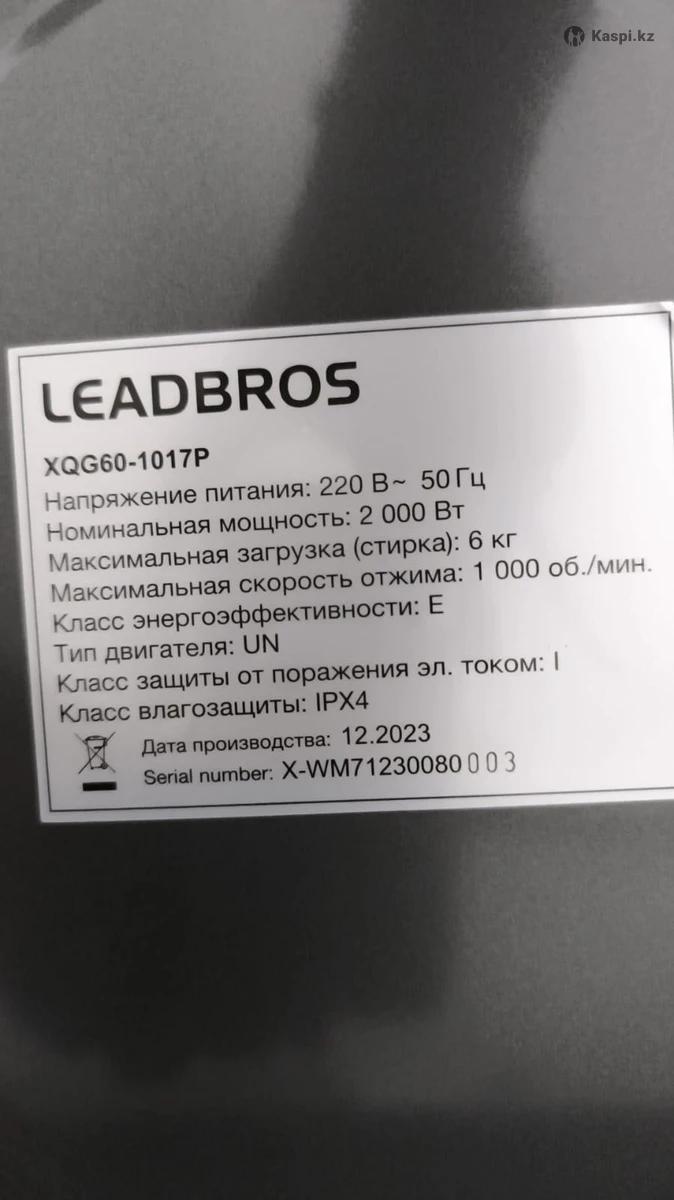 Kaspi.kz
LEADBROS
XQG60-1017P
Напряжение питания: 220 В~ 50 Гц
Номинальная мощность: 2 000 Вт
Максимальная загрузка (стирка): 6 кг
Максимальная скорость отжима: 1 000 об./мин.
Класс энергоэффективности: E
Тип двигателя: UN
Класс защиты от поражения эл. током: I
Класс влагозащиты: IPX4
Дата производства: 12.2023
Serial number: X-WM71230080003